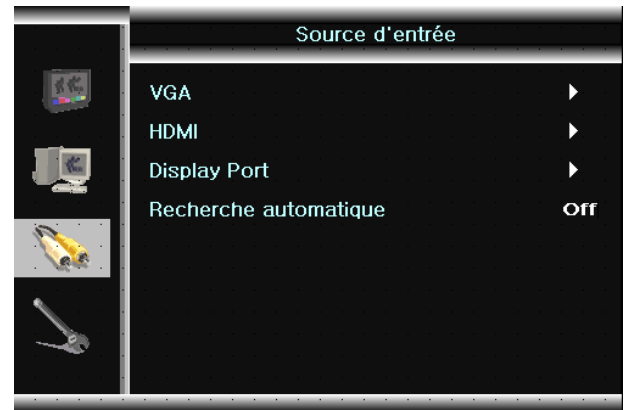 Source d'entrée
VGA
HDMI
Display Port
Recherche automatique Off